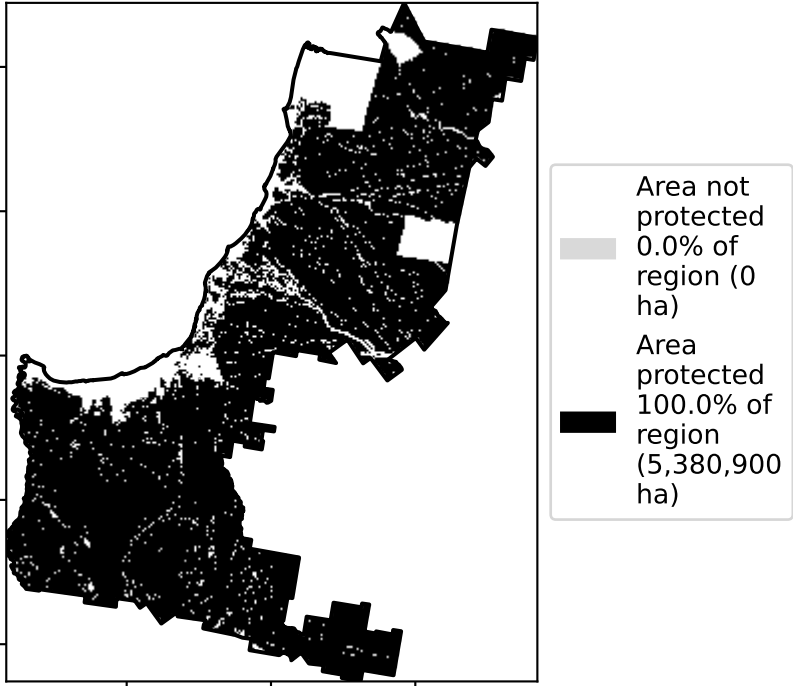 Area not
protected
0.0% of
region (0
ha)
Area
protected
100.0% of
region
(5,380,900
ha)